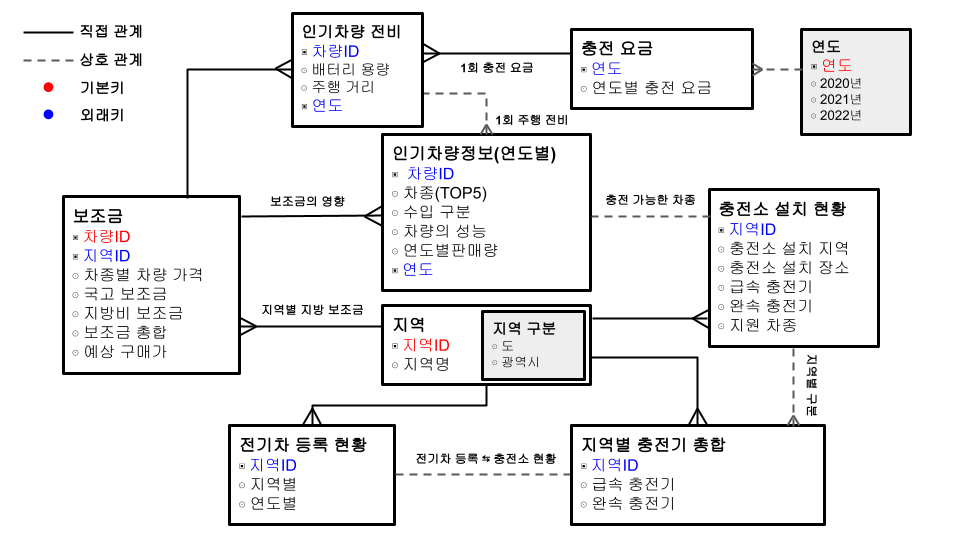 직접 관계
상호 관계
기본키
외래키
인기차량 전비
차량ID
배터리 용량
주행 거리
연도
1회 충전 요금
충전 요금
연도
연도별 충전 요금
연도
연도
2020년
2021년
2022년
1회 주행 전비
인기차량정보(연도별)
차량ID
차종(TOP5)
수입 구분
차량의 성능
연도별판매량
연도
보조금의 영향
충전 가능한 차종
보조금
차량ID
지역ID
차종별 차량 가격
국고 보조금
지방비 보조금
보조금 총합
예상 구매가
충전소 설치 현황
지역ID
충전소 설치 지역
충전소 설치 장소
급속 충전기
완속 충전기
지원 차종
지역별 지방 보조금
지역
지역ID
지역명
지역 구분
도
광역시
지역별 구분
전기차 등록 현황
지역ID
지역별
연도별
전기차 등록 ⇆ 충전소 현황
지역별 충전기 총합
지역ID
급속 충전기
완속 충전기